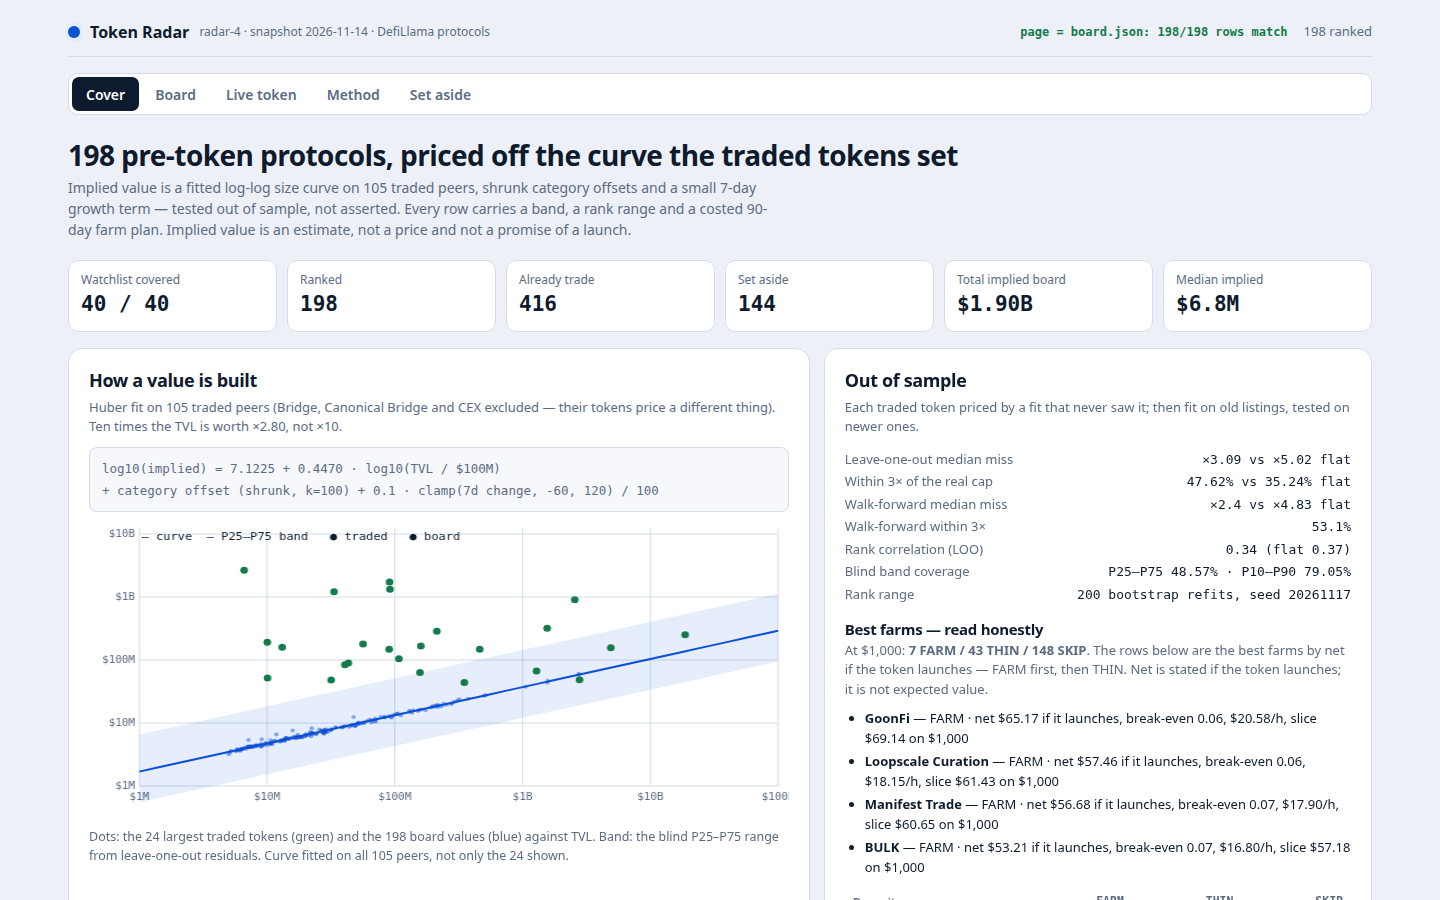 Token Radar radar-4 · snapshot 2026-11-14 · DefiLlama protocols page = board.json: 198/198 rows match 198 ranked
Cover Board Live token Method Set aside
198 pre-token protocols, priced off the curve the traded tokens set
Implied value is a fitted log-log size curve on 105 traded peers, shrunk category offsets and a small 7-day
growth term — tested out of sample, not asserted. Every row carries a band, a rank range and a costed 90-
day farm plan. Implied value is an estimate, not a price and not a promise of a launch.
Watchlist covered
40 / 40
Ranked
198
Already trade
416
Set aside
144
Total implied board
$1.90B
Median implied
$6.8M
How a value is built
Huber fit on 105 traded peers (Bridge, Canonical Bridge and CEX excluded — their tokens price a different thing).
Ten times the TVL is worth ×2.80, not ×10.
log10(implied) = 7.1225 + 0.4470 · log10(TVL / $100M)
+ category offset (shrunk, k=100) + 0.1 · clamp(7d change, -60, 120) / 100
— curve — P25–P75 band ● traded ● board
$10B
$1B
$100M
$10M
$1M
$1M $10M $100M $1B $10B $100
Dots: the 24 largest traded tokens (green) and the 198 board values (blue) against TVL. Band: the blind P25–P75 range
from leave-one-out residuals. Curve fitted on all 105 peers, not only the 24 shown.
Out of sample
Each traded token priced by a fit that never saw it; then fit on old listings, tested on
newer ones.
Leave-one-out median miss ×3.09 vs ×5.02 flat
Within 3× of the real cap 47.62% vs 35.24% flat
Walk-forward median miss ×2.4 vs ×4.83 flat
Walk-forward within 3× 53.1%
Rank correlation (LOO) 0.34 (flat 0.37)
Blind band coverage P25–P75 48.57% · P10–P90 79.05%
Rank range 200 bootstrap refits, seed 20261117
Best farms — read honestly
At $1,000: 7 FARM / 43 THIN / 148 SKIP. The rows below are the best farms by net
if the token launches — FARM first, then THIN. Net is stated if the token launches;
it is not expected value.
• GoonFi — FARM · net $65.17 if it launches, break-even 0.06, $20.58/h, slice
$69.14 on $1,000
• Loopscale Curation — FARM · net $57.46 if it launches, break-even 0.06,
$18.15/h, slice $61.43 on $1,000
• Manifest Trade — FARM · net $56.68 if it launches, break-even 0.07, $17.90/h,
slice $60.65 on $1,000
• BULK — FARM · net $53.21 if it launches, break-even 0.07, $16.80/h, slice $57.18
on $1,000
FARM THIN SKIP